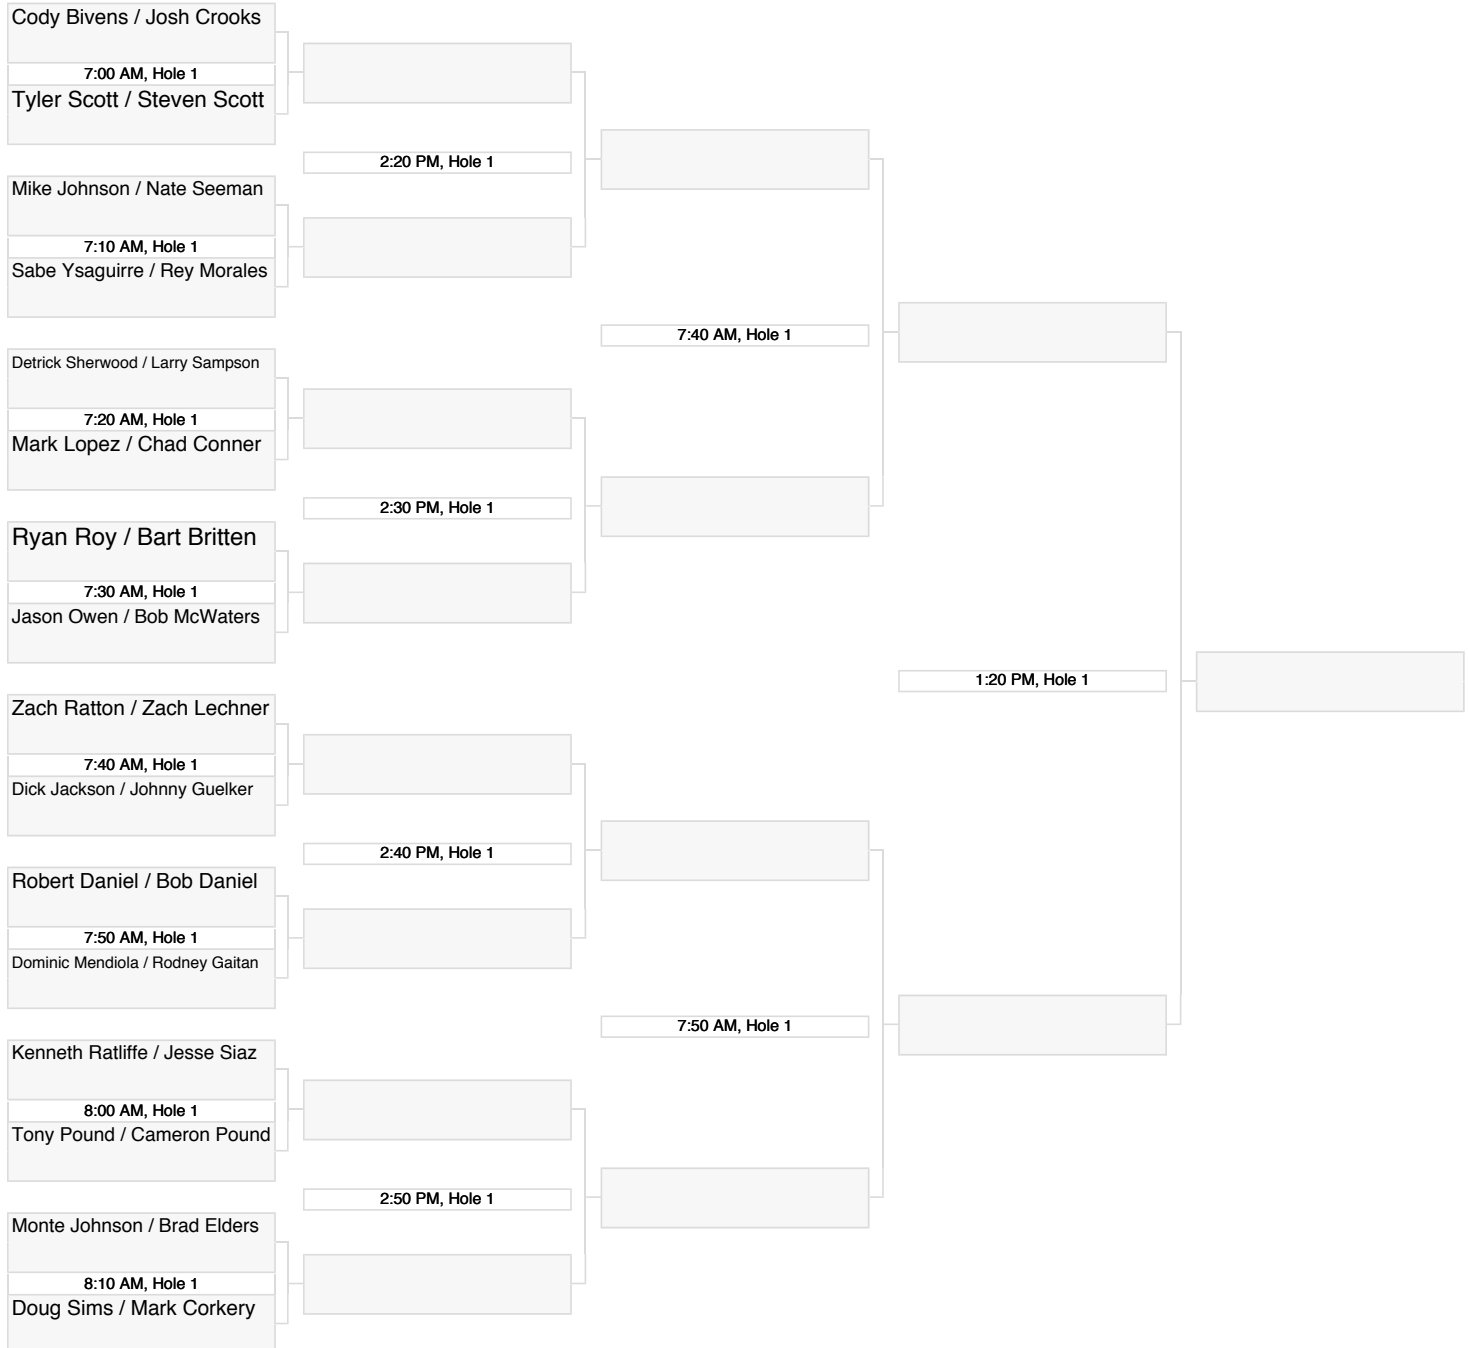 Cody Bivens / Josh Crooks
7:00 AM, Hole 1
Tyler Scott / Steven Scott
2:20 PM, Hole 1
Mike Johnson / Nate Seeman
7:10 AM, Hole 1
Sabe Ysaguirre / Rey Morales
7:40 AM, Hole 1
Detrick Sherwood / Larry Sampson
7:20 AM, Hole 1
Mark Lopez / Chad Conner
2:30 PM, Hole 1
Ryan Roy / Bart Britten
7:30 AM, Hole 1
Jason Owen / Bob McWaters
1:20 PM, Hole 1
Zach Ratton / Zach Lechner
7:40 AM, Hole 1
Dick Jackson / Johnny Guelker
2:40 PM, Hole 1
Robert Daniel / Bob Daniel
7:50 AM, Hole 1
Dominic Mendiola / Rodney Gaitan
7:50 AM, Hole 1
Kenneth Ratliffe / Jesse Siaz
8:00 AM, Hole 1
Tony Pound / Cameron Pound
2:50 PM, Hole 1
Monte Johnson / Brad Elders
8:10 AM, Hole 1
Doug Sims / Mark Corkery